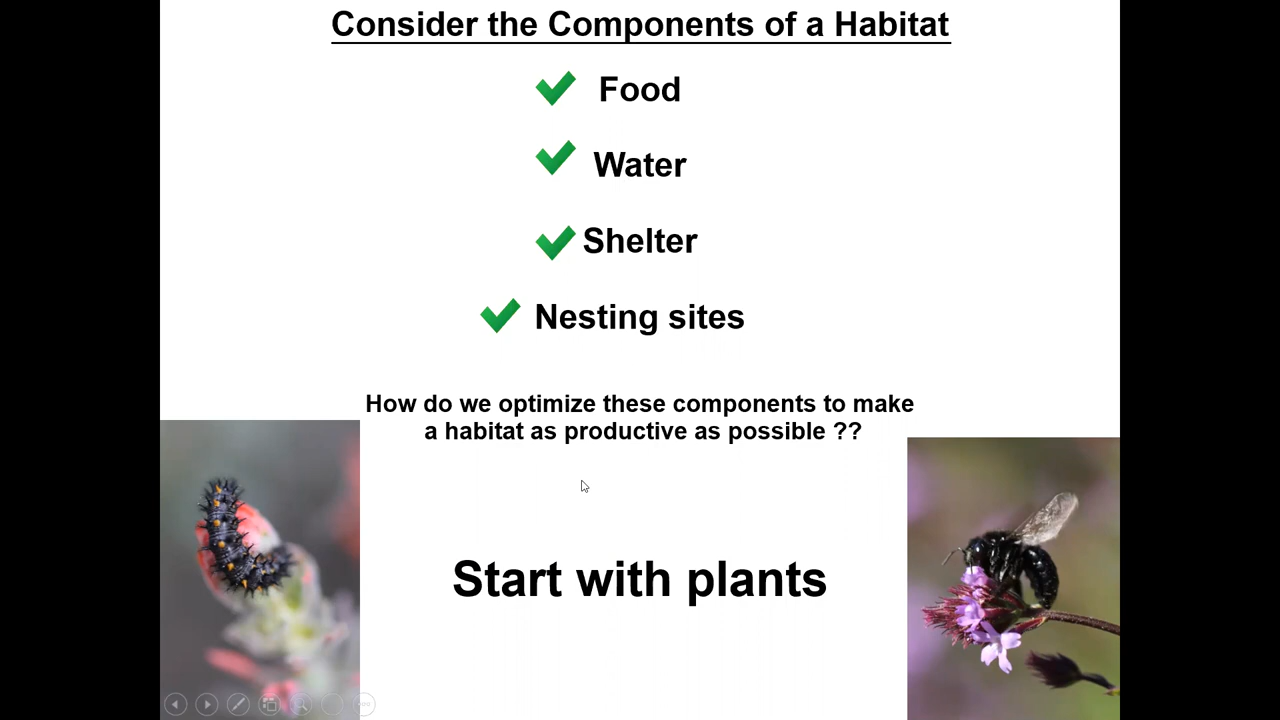 Consider the Components of a Habitat
Food
Water
Shelter
Nesting sites
How do we optimize these components to make
a habitat as productive as possible ??
Start with plants